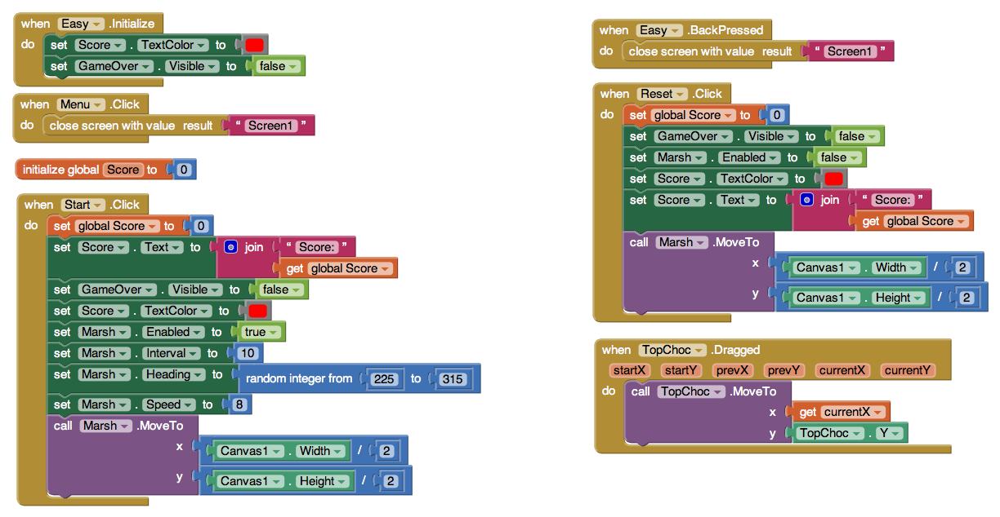 when Easy .Initialize
do set Score . TextColor to
set GameOver . Visible to false
when Menu .Click
do close screen with value result “ Screen1 ”
initialize global Score to 0
when Start .Click
do set global Score to 0
set Score . Text to join “ Score: ”
get global Score
set GameOver . Visible to false
set Score . TextColor to
set Marsh . Enabled to true
set Marsh . Interval to 10
set Marsh . Heading to random integer from 225 to 315
set Marsh . Speed to 8
call Marsh .MoveTo
x Canvas1 . Width / 2
y Canvas1 . Height / 2
when Easy .BackPressed
do close screen with value result “ Screen1 ”
when Reset .Click
do set global Score to 0
set GameOver . Visible to false
set Marsh . Enabled to false
set Score . TextColor to
set Score . Text to join “ Score: ”
get global Score
call Marsh .MoveTo
x Canvas1 . Width / 2
y Canvas1 . Height / 2
when TopChoc .Dragged
startX startY prevX prevY currentX currentY
do call TopChoc .MoveTo
x get currentX
y TopChoc . Y